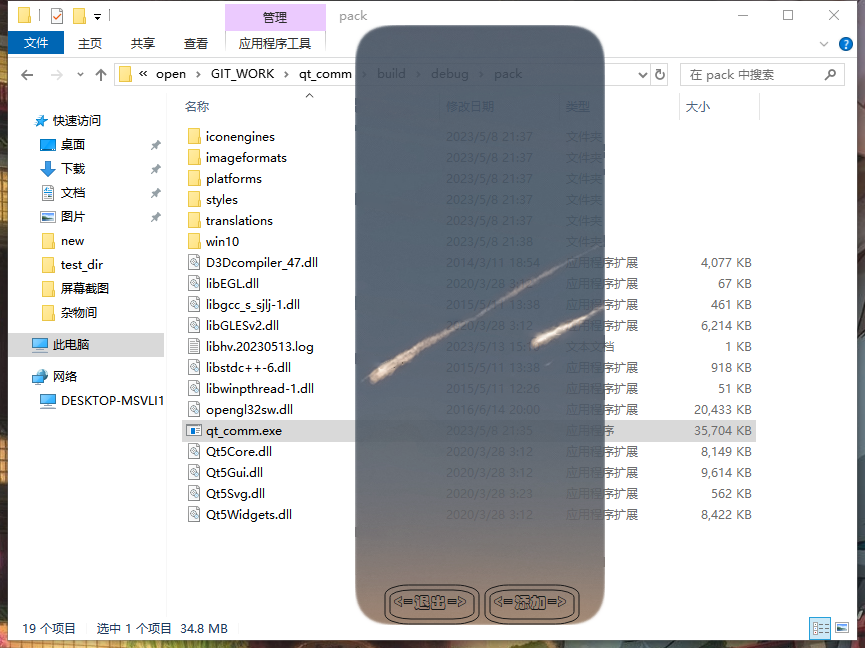 管理
pack
文件
主页
共享
查看
应用程序工具
« open › GIT_WORK › qt_comm › build › debug › pack
在 pack 中搜索
名称
修改日期
类型
大小
快速访问
桌面
下载
文档
图片
new
test_dir
屏幕截图
杂物间
此电脑
网络
DESKTOP-MSVLI1
iconengines 2023/5/8 21:37 文件夹
imageformats 2023/5/8 21:37 文件夹
platforms 2023/5/8 21:37 文件夹
styles 2023/5/8 21:37 文件夹
translations 2023/5/8 21:37 文件夹
win10 2023/5/8 21:38 文件夹
D3Dcompiler_47.dll 2014/3/11 18:54 应用程序扩展 4,077 KB
libEGL.dll 2020/3/28 应用程序扩展 67 KB
libgcc_s_sjlj-1.dll 2015/5/11 13:38 应用程序扩展 461 KB
libGLESv2.dll 2020/3/28 3:12 应用程序扩展 6,214 KB
libhv.20230513.log 2023/5/13 文本文档 1 KB
libstdc++-6.dll 2015/5/11 13:38 应用程序扩展 918 KB
libwinpthread-1.dll 2015/5/11 12:26 应用程序扩展 51 KB
opengl32sw.dll 2016/6/14 20:00 应用程序扩展 20,433 KB
qt_comm.exe 2023/5/8 21:25 应用程序 35,704 KB
Qt5Core.dll 2020/3/28 3:12 应用程序扩展 8,149 KB
Qt5Gui.dll 2020/3/28 3:12 应用程序扩展 9,614 KB
Qt5Svg.dll 2020/3/28 3:23 应用程序扩展 562 KB
Qt5Widgets.dll 2020/3/28 3:12 应用程序扩展 8,422 KB
<=退出=>
<=添加=>
19 个项目
选中 1 个项目 34.8 MB